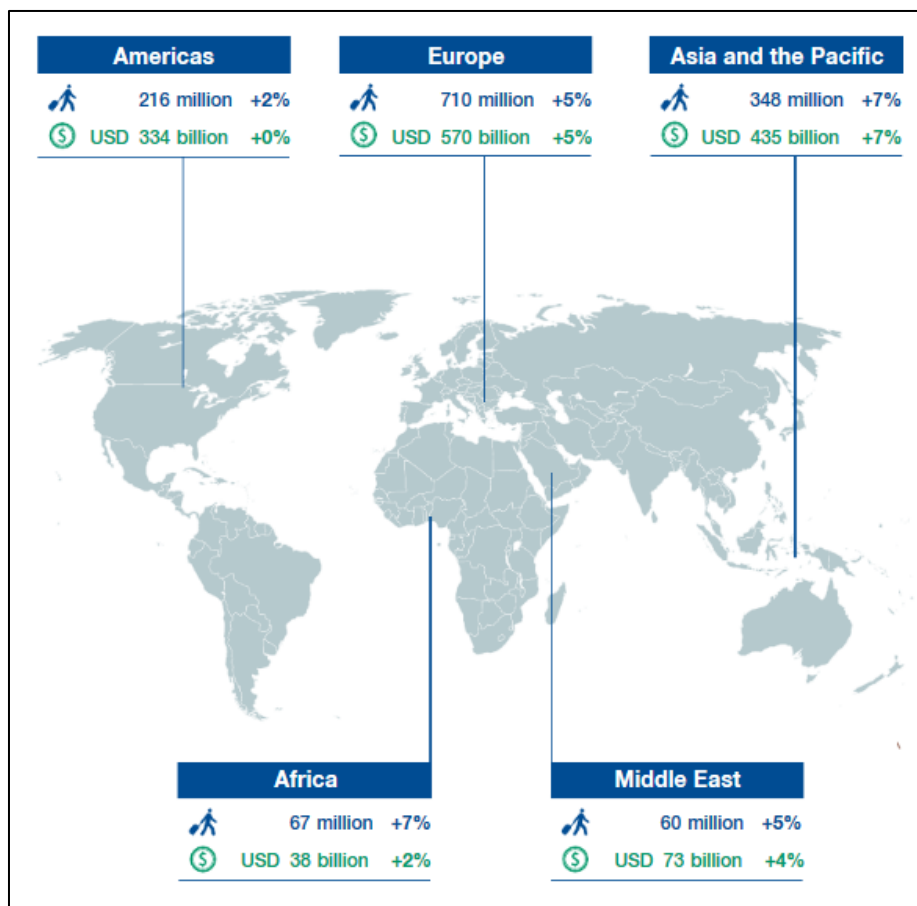 Americas
216 million +2%
$ USD 334 billion +0%
Europe
710 million +5%
$ USD 570 billion +5%
Asia and the Pacific
348 million +7%
$ USD 435 billion +7%
Africa
67 million +7%
$ USD 38 billion +2%
Middle East
60 million +5%
$ USD 73 billion +4%